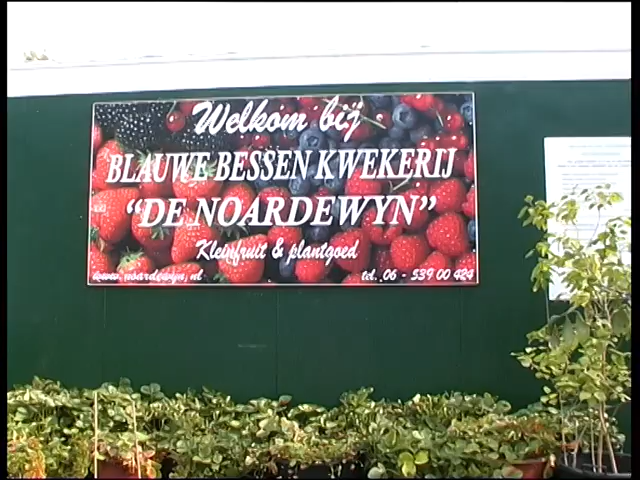 Welkom bij
BLAUWE BESSEN KWEKERIJ
"DE NOARDEWYN"
Kleinfruit & plantgoed
www.noardewyn.nl tel. 06 - 539 00 424